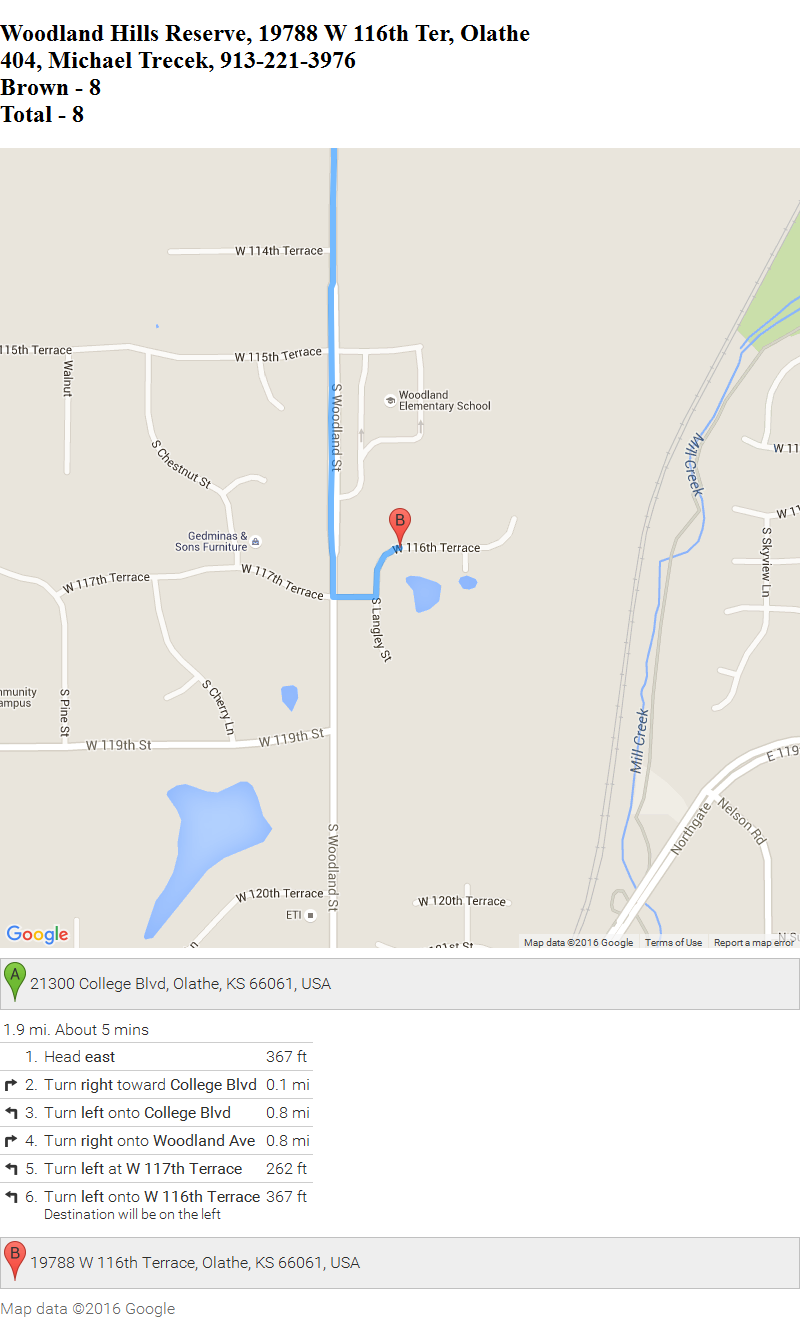 Woodland Hills Reserve, 19788 W 116th Ter, Olathe
404, Michael Trecek, 913-221-3976
Brown - 8
Total - 8
W 114th Terrace
115th Terrace
W 115th Terrace
Walnut
S Woodland St
Woodland
Elementary School
S Chestnut St
Mill Creek
W 11
B
W 11
Gedminas &
Sons Furniture
W 116th Terrace
S Skyview Ln
W 117th Terrace
W 117th Terrace
S Langley St
mmunity
ampus
S Pine St
S Cherry Ln
W 119th St
W 119th St
Mill Creek
E 119
Northgate
Nelson Rd
S Woodland St
W 120th Terrace
ETI
W 120th Terrace
Google
Map data ©2016 Google Terms of Use Report a map error
A 21300 College Blvd, Olathe, KS 66061, USA
1.9 mi. About 5 mins
1. Head east 367 ft
2. Turn right toward College Blvd 0.1 mi
3. Turn left onto College Blvd 0.8 mi
4. Turn right onto Woodland Ave 0.8 mi
5. Turn left at W 117th Terrace 262 ft
6. Turn left onto W 116th Terrace 367 ft
Destination will be on the left
B 19788 W 116th Terrace, Olathe, KS 66061, USA
Map data ©2016 Google